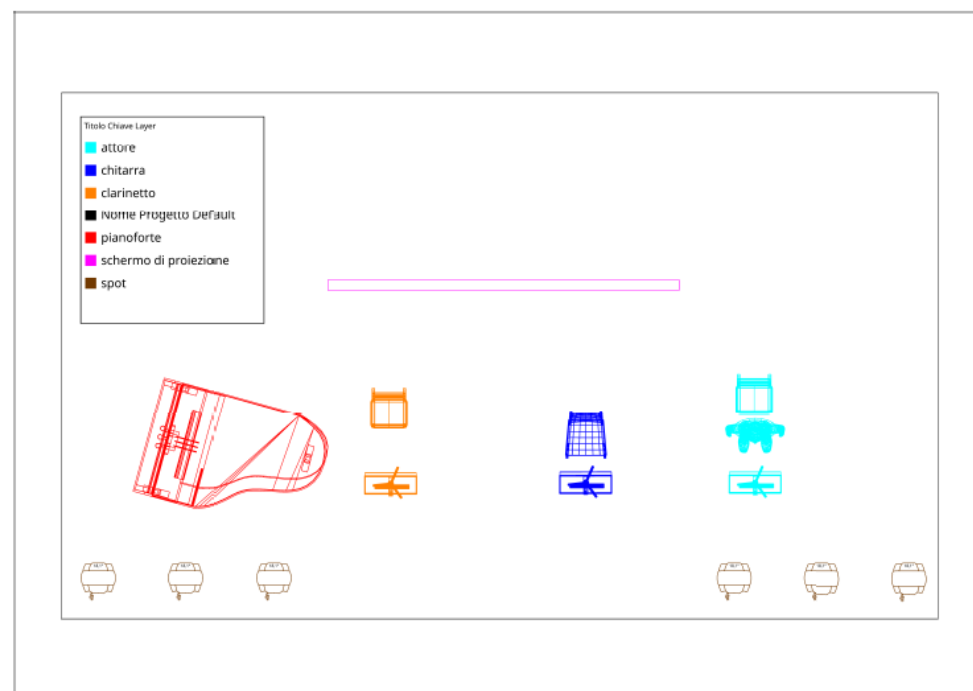 Titolo Chiave Layer
attore
chitarra
clarinetto
Nome Progetto Default
pianoforte
schermo di proiezione
spot